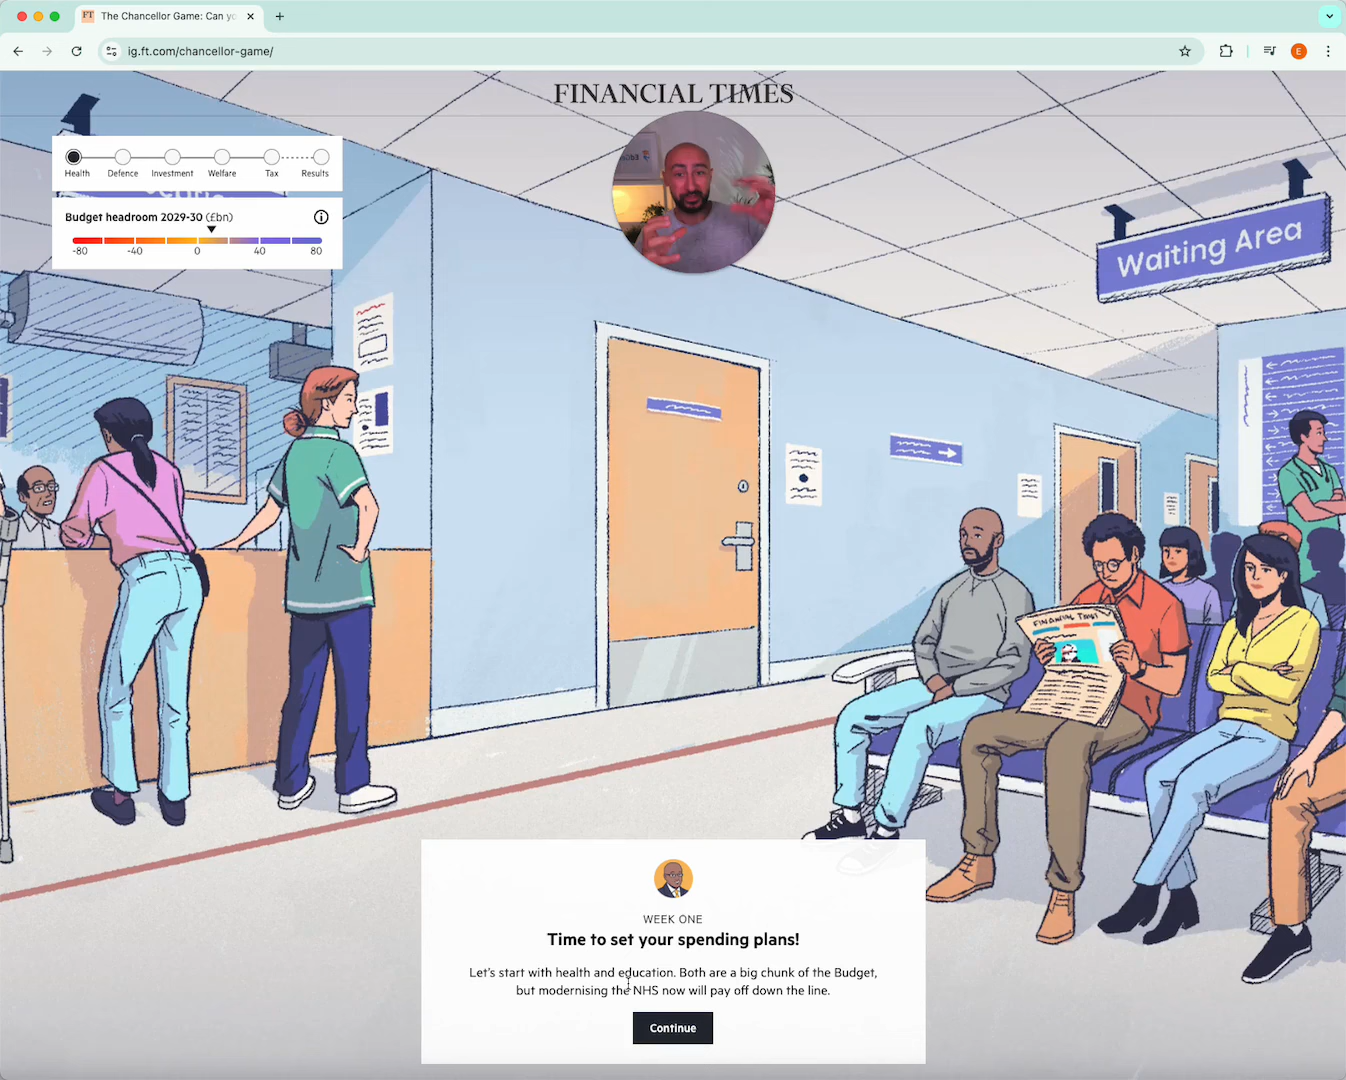 The Chancellor Game: Can yo
ig.ft.com/chancellor-game/
E
FINANCIAL TIMES
Health
Defence
Investment
Welfare
Tax
Results
Budget headroom 2029-30 (£bn)
-80
-40
0
40
80
Waiting Area
FINANCIAL TIMES
WEEK ONE
Time to set your spending plans!
Let's start with health and education. Both are a big chunk of the Budget,
but modernising the NHS now will pay off down the line.
Continue